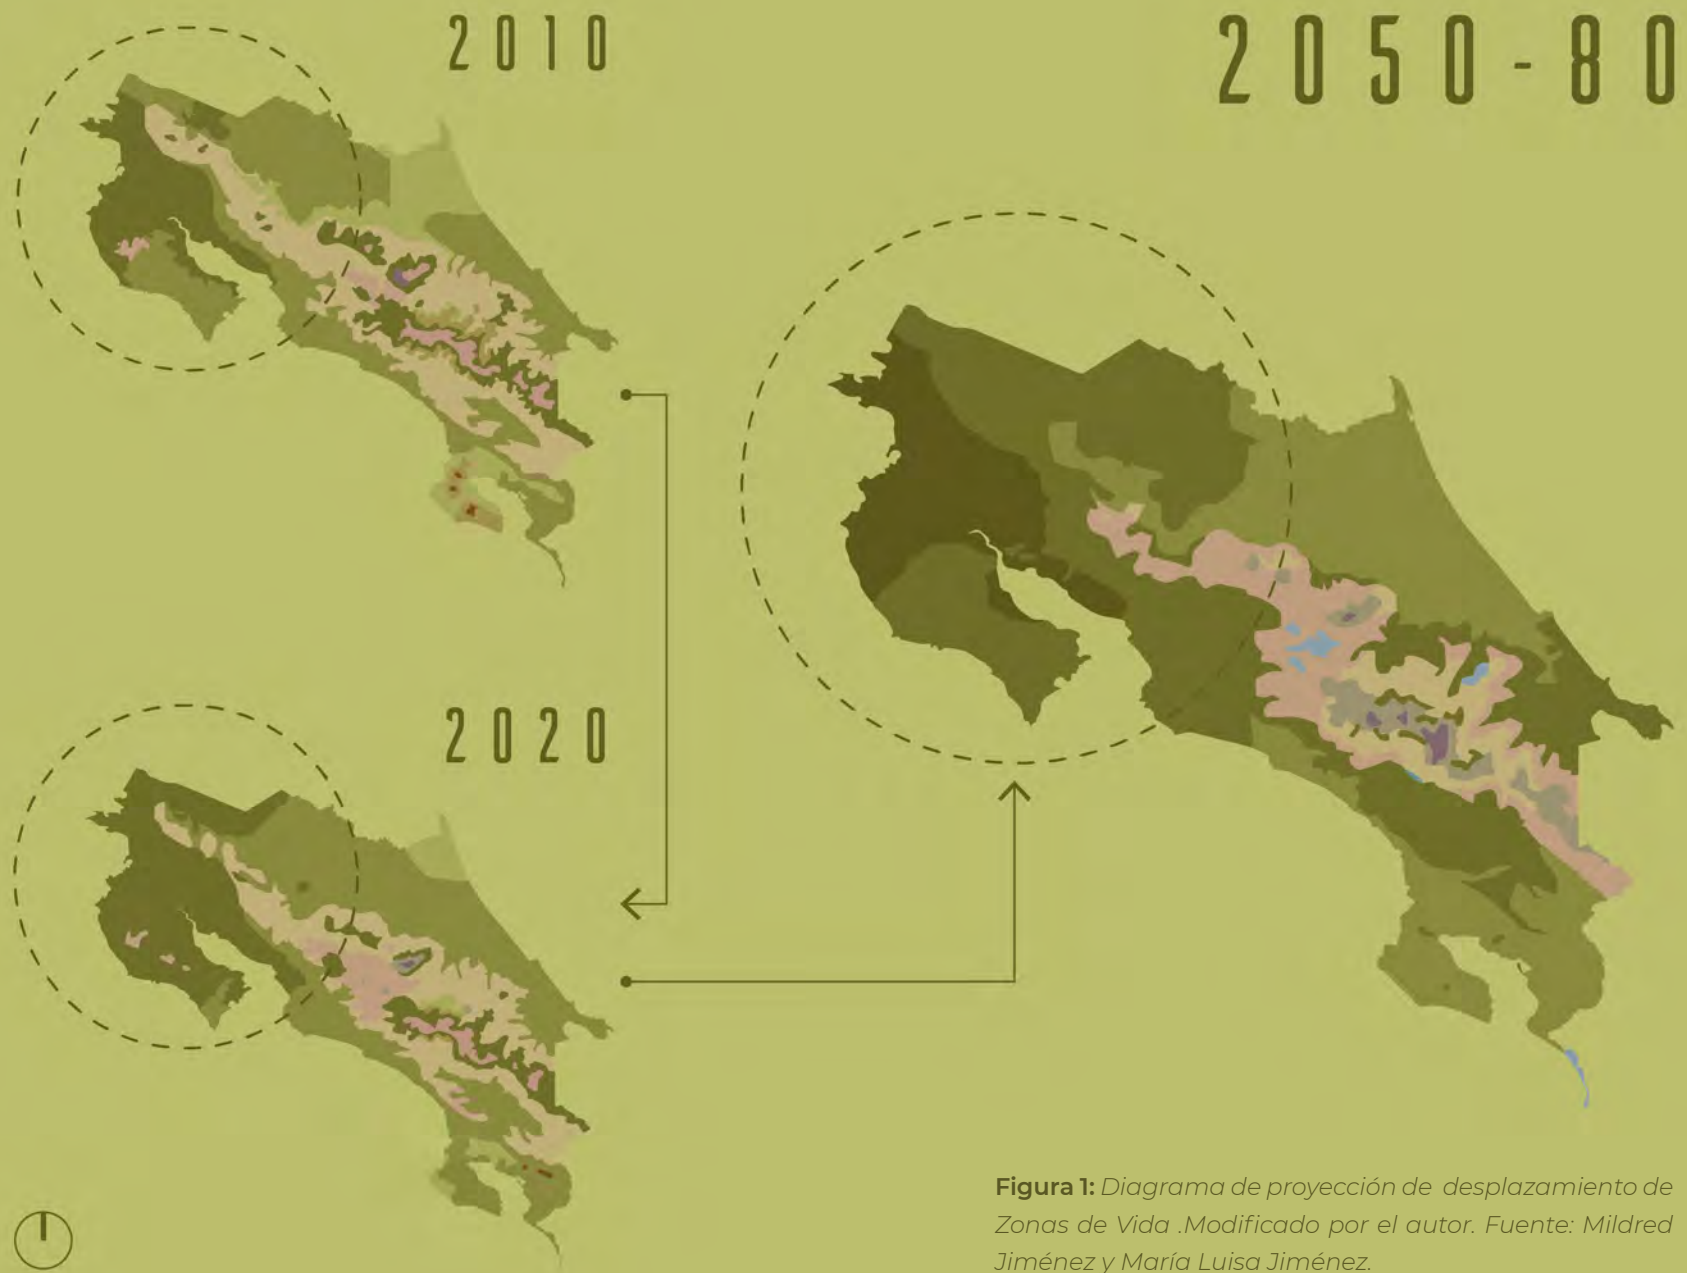 2010
2050-80
2020
Figura 1: Diagrama de proyección de desplazamiento de
Zonas de Vida .Modificado por el autor. Fuente: Mildred
Jiménez y María Luisa Jiménez.